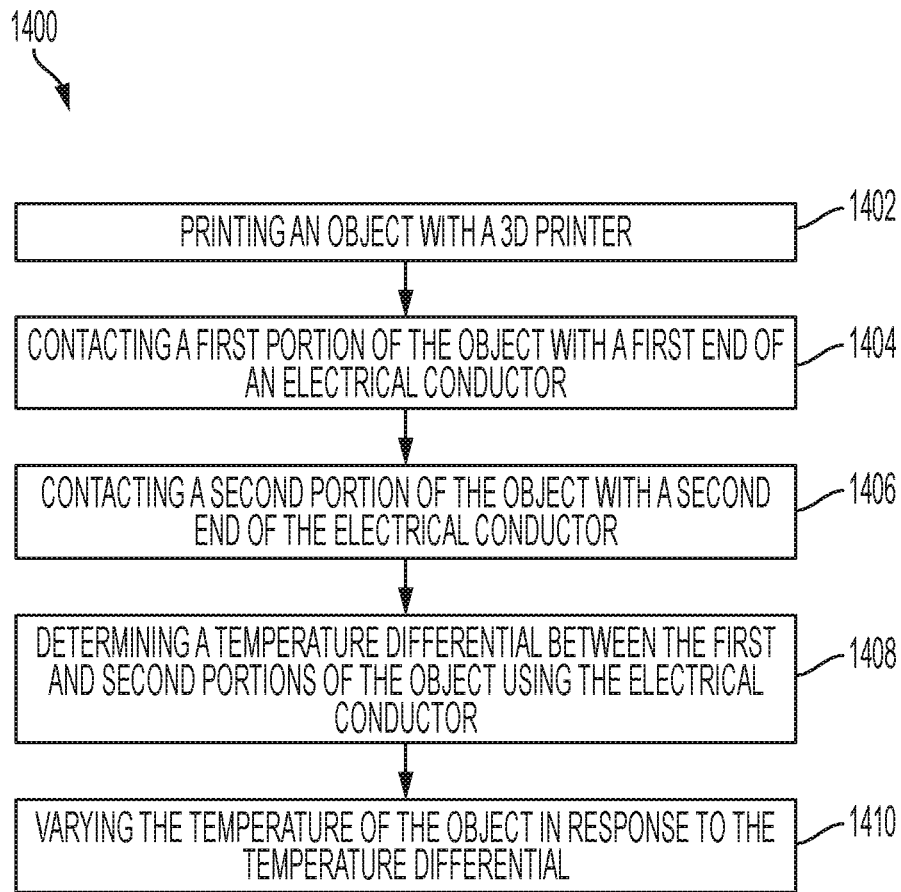 1400
PRINTING AN OBJECT WITH A 3D PRINTER
1402
CONTACTING A FIRST PORTION OF THE OBJECT WITH A FIRST END OF
AN ELECTRICAL CONDUCTOR
1404
CONTACTING A SECOND PORTION OF THE OBJECT WITH A SECOND
END OF THE ELECTRICAL CONDUCTOR
1406
DETERMINING A TEMPERATURE DIFFERENTIAL BETWEEN THE FIRST
AND SECOND PORTIONS OF THE OBJECT USING THE ELECTRICAL
CONDUCTOR
1408
VARYING THE TEMPERATURE OF THE OBJECT IN RESPONSE TO THE
TEMPERATURE DIFFERENTIAL
1410